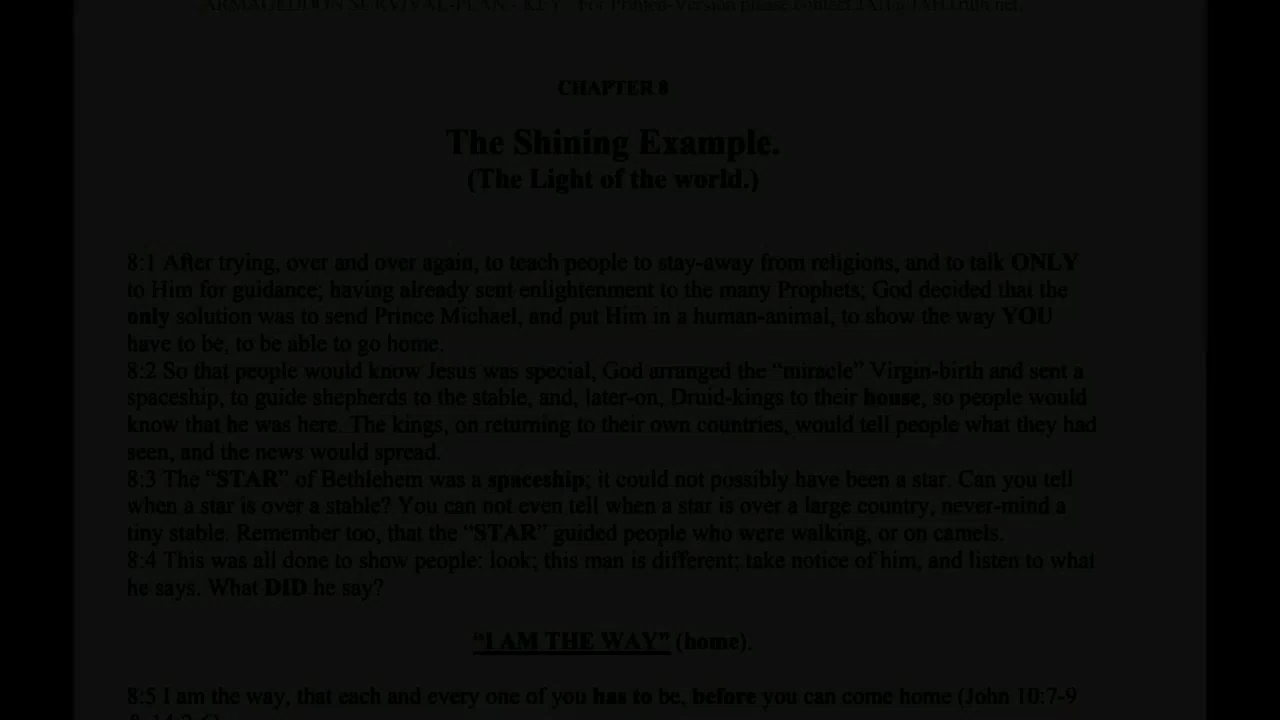 ARMAGEDDON SURVIVAL-PLAN - KEY For Printed-Version please contact JAH@JAHtruth.net.
CHAPTER 8
The Shining Example.
(The Light of the world.)
8:1 After trying, over and over again, to teach people to stay-away from religions, and to talk ONLY
to Him for guidance; having already sent enlightenment to the many Prophets; God decided that the
only solution was to send Prince Michael, and put Him in a human-animal, to show the way YOU
have to be, to be able to go home.
8:2 So that people would know Jesus was special, God arranged the “miracle” Virgin-birth and sent a
spaceship, to guide shepherds to the stable, and, later-on, Druid-kings to their house, so people would
know that he was here. The kings, on returning to their own countries, would tell people what they had
seen, and the news would spread.
8:3 The “STAR” of Bethlehem was a spaceship; it could not possibly have been a star. Can you tell
when a star is over a stable? You can not even tell when a star is over a large country, never-mind a
tiny stable. Remember too, that the “STAR” guided people who were walking, or on camels.
8:4 This was all done to show people: look; this man is different; take notice of him, and listen to what
he says. What DID he say?
“I AM THE WAY” (home).
8:5 I am the way, that each and every one of you has to be, before you can come home (John 10:7-9